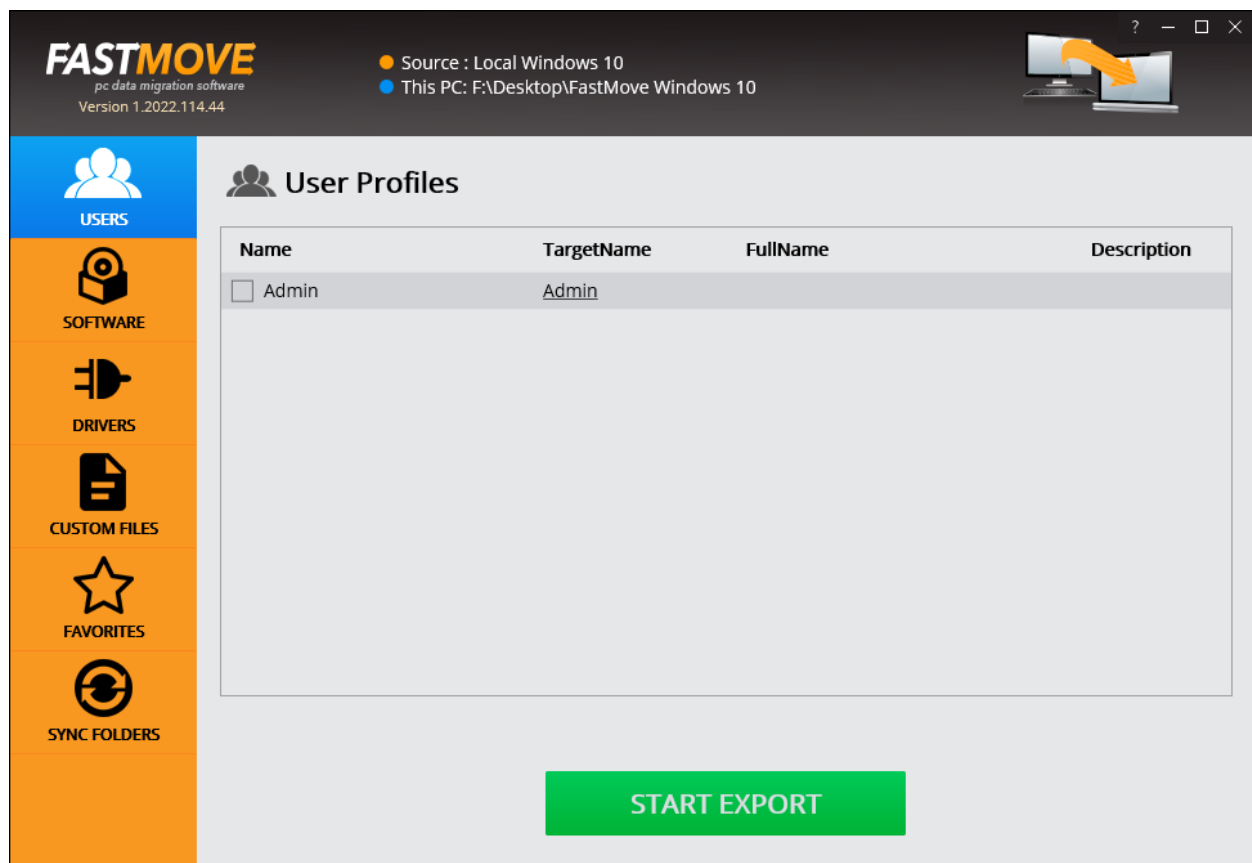 FASTMOVE
pc data migration software
Version 1.2022.114.44
Source : Local Windows 10
This PC: F:\Desktop\FastMove Windows 10
?
USERS
SOFTWARE
DRIVERS
CUSTOM FILES
FAVORITES
SYNC FOLDERS
User Profiles
Name TargetName FullName Description
Admin Admin
START EXPORT